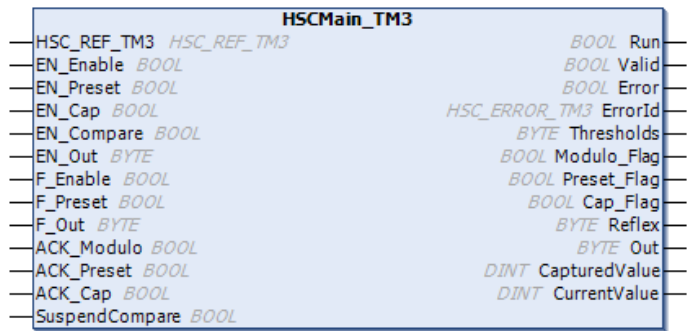 HSCMain_TM3
HSC_REF_TM3 HSC_REF_TM3 BOOL Run
EN_Enable BOOL BOOL Valid
EN_Preset BOOL BOOL Error
EN_Cap BOOL HSC_ERROR_TM3 ErrorId
EN_Compare BOOL BYTE Thresholds
EN_Out BYTE BOOL Modulo_Flag
F_Enable BOOL BOOL Preset_Flag
F_Preset BOOL BOOL Cap_Flag
F_Out BYTE BYTE Reflex
ACK_Modulo BOOL BYTE Out
ACK_Preset BOOL DINT CapturedValue
ACK_Cap BOOL DINT CurrentValue
SuspendCompare BOOL